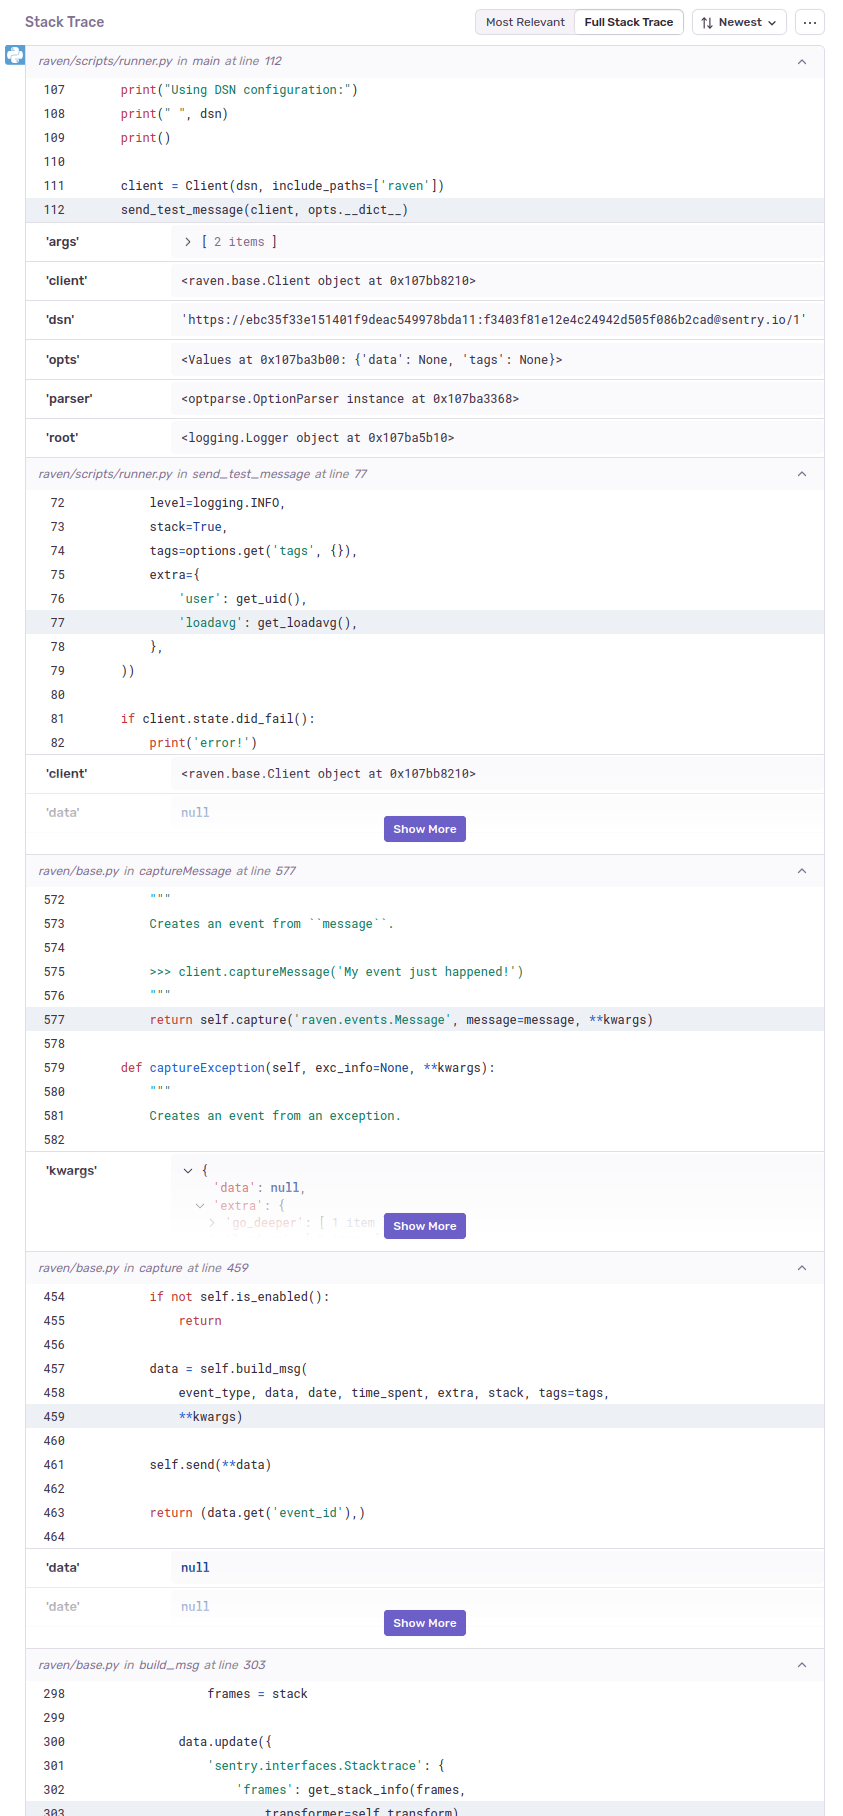 Stack Trace
Most Relevant
Full Stack Trace
Newest
raven/scripts/runner.py in main at line 112
107 print("Using DSN configuration:")
108 print(" ", dsn)
109 print()
110
111 client = Client(dsn, include_paths=['raven'])
112 send_test_message(client, opts.__dict__)
'args' [ 2 items ]
'client' <raven.base.Client object at 0x107bb8210>
'dsn' 'https://ebc35f33e151401f9deac549978bda11:f3403f81e12e4c24942d505f086b2cad@sentry.io/1'
'opts' <Values at 0x107ba3b00: {'data': None, 'tags': None}>
'parser' <optparse.OptionParser instance at 0x107ba3368>
'root' <logging.Logger object at 0x107ba5b10>
raven/scripts/runner.py in send_test_message at line 77
72 level=logging.INFO,
73 stack=True,
74 tags=options.get('tags', {}),
75 extra={
76 'user': get_uid(),
77 'loadavg': get_loadavg(),
78 },
79 ))
80
81 if client.state.did_fail():
82 print('error!')
'client' <raven.base.Client object at 0x107bb8210>
'data' null
Show More
raven/base.py in captureMessage at line 577
572 """
573 Creates an event from ``message``.
574
575 >>> client.captureMessage('My event just happened!')
576 """
577 return self.capture('raven.events.Message', message=message, **kwargs)
578
579 def captureException(self, exc_info=None, **kwargs):
580 """
581 Creates an event from an exception.
582
'kwargs' {
'data': null,
'extra': {
'go_deeper': [ 1 item
Show More
raven/base.py in capture at line 459
454 if not self.is_enabled():
455 return
456
457 data = self.build_msg(
458 event_type, data, date, time_spent, extra, stack, tags=tags,
459 **kwargs)
460
461 self.send(**data)
462
463 return (data.get('event_id'),)
464
'data' null
'date' null
Show More
raven/base.py in build_msg at line 303
298 frames = stack
299
300 data.update({
301 'sentry.interfaces.Stacktrace': {
302 'frames': get_stack_info(frames,
303 transformer=self.transform)